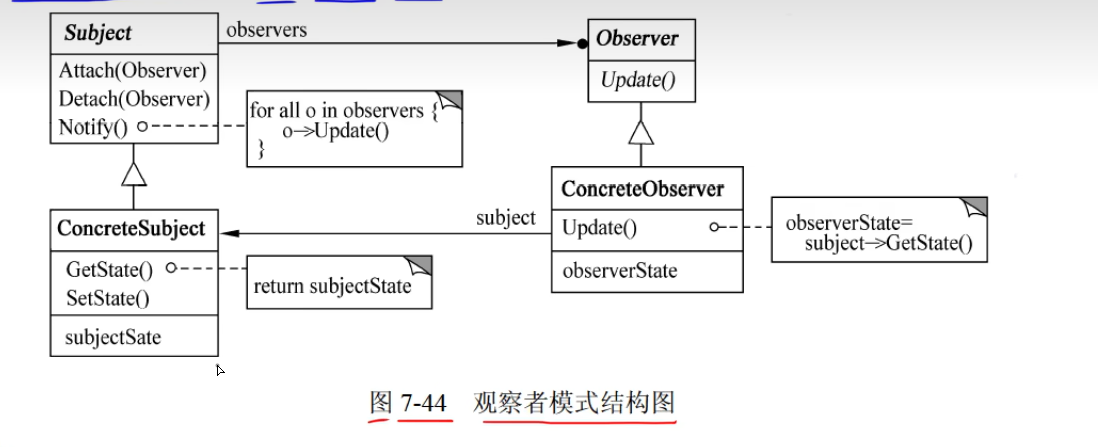 Subject
Attach(Observer)
Detach(Observer)
Notify()
observers
Observer
Update()
for all o in observers {
o→Update()
}
ConcreteSubject
GetState()
SetState()
subjectSate
return subjectState
subject
ConcreteObserver
Update()
observerState
observerState=
subject→GetState()
图 7-44 观察者模式结构图